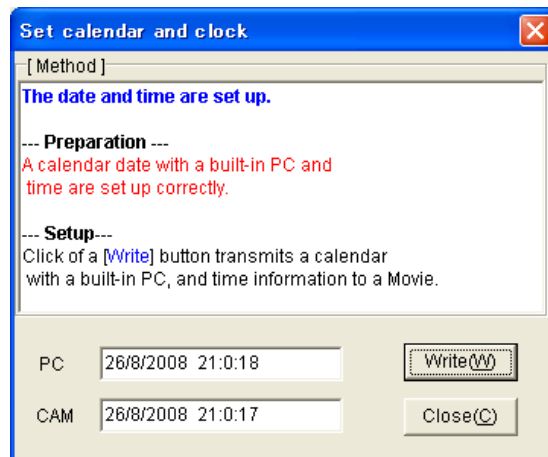 Set calendar and clock
[ Method ]
The date and time are set up.
--- Preparation ---
A calendar date with a built-in PC and
time are set up correctly.
--- Setup---
Click of a [Write] button transmits a calendar
with a built-in PC, and time information to a Movie.
PC 26/8/2008 21:0:18 Write(W)
CAM 26/8/2008 21:0:17 Close(C)